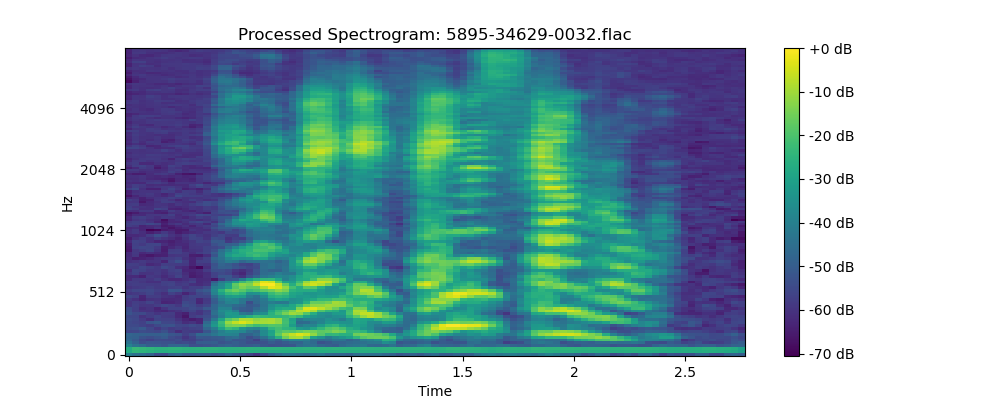 Processed Spectrogram: 5895-34629-0032.flac
Hz
4096
2048
1024
512
0
0
0.5
1
1.5
2
2.5
Time
+0 dB
-10 dB
-20 dB
-30 dB
-40 dB
-50 dB
-60 dB
-70 dB